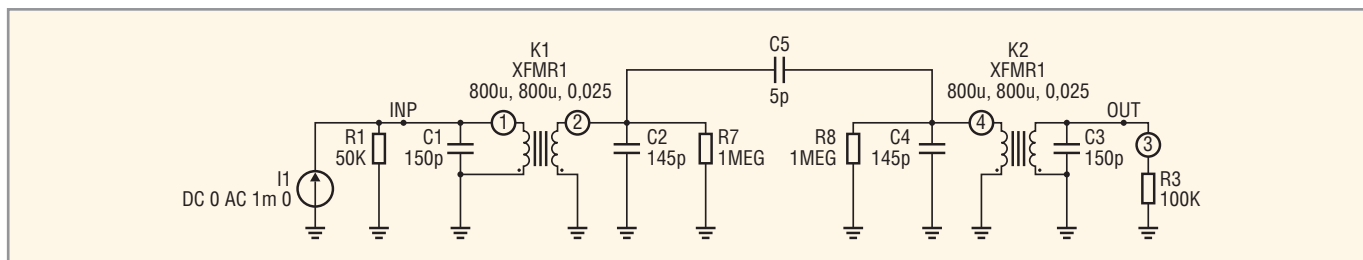 K1
XFMR1
800u, 800u, 0,025
C5
5p
K2
XFMR1
800u, 800u, 0,025
INP
R1
50K
C1
150p
1
2
C2
145p
R7
1MEG
R8
1MEG
C4
145p
4
C3
150p
OUT
3
R3
100K
I1
DC 0 AC 1m 0